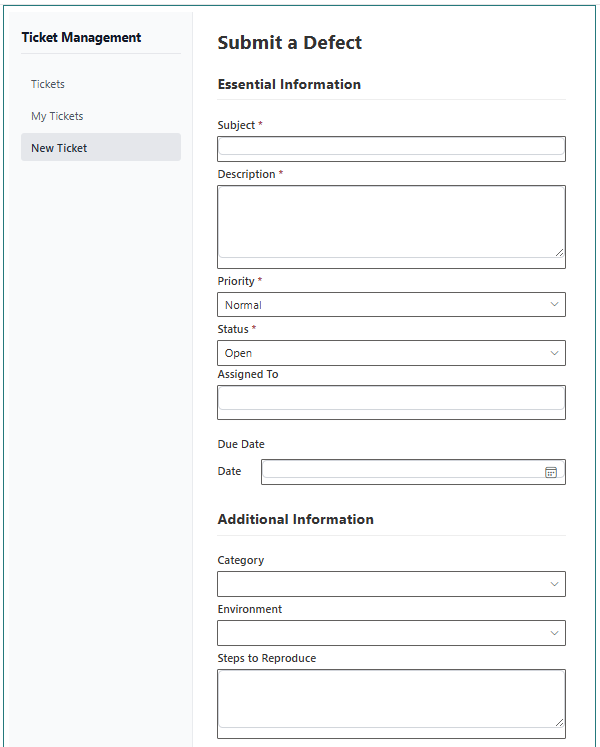 Ticket Management
Tickets
My Tickets
New Ticket
Submit a Defect
Essential Information
Subject *
Description *
Priority *
Normal
Status *
Open
Assigned To
Due Date
Date
Additional Information
Category
Environment
Steps to Reproduce